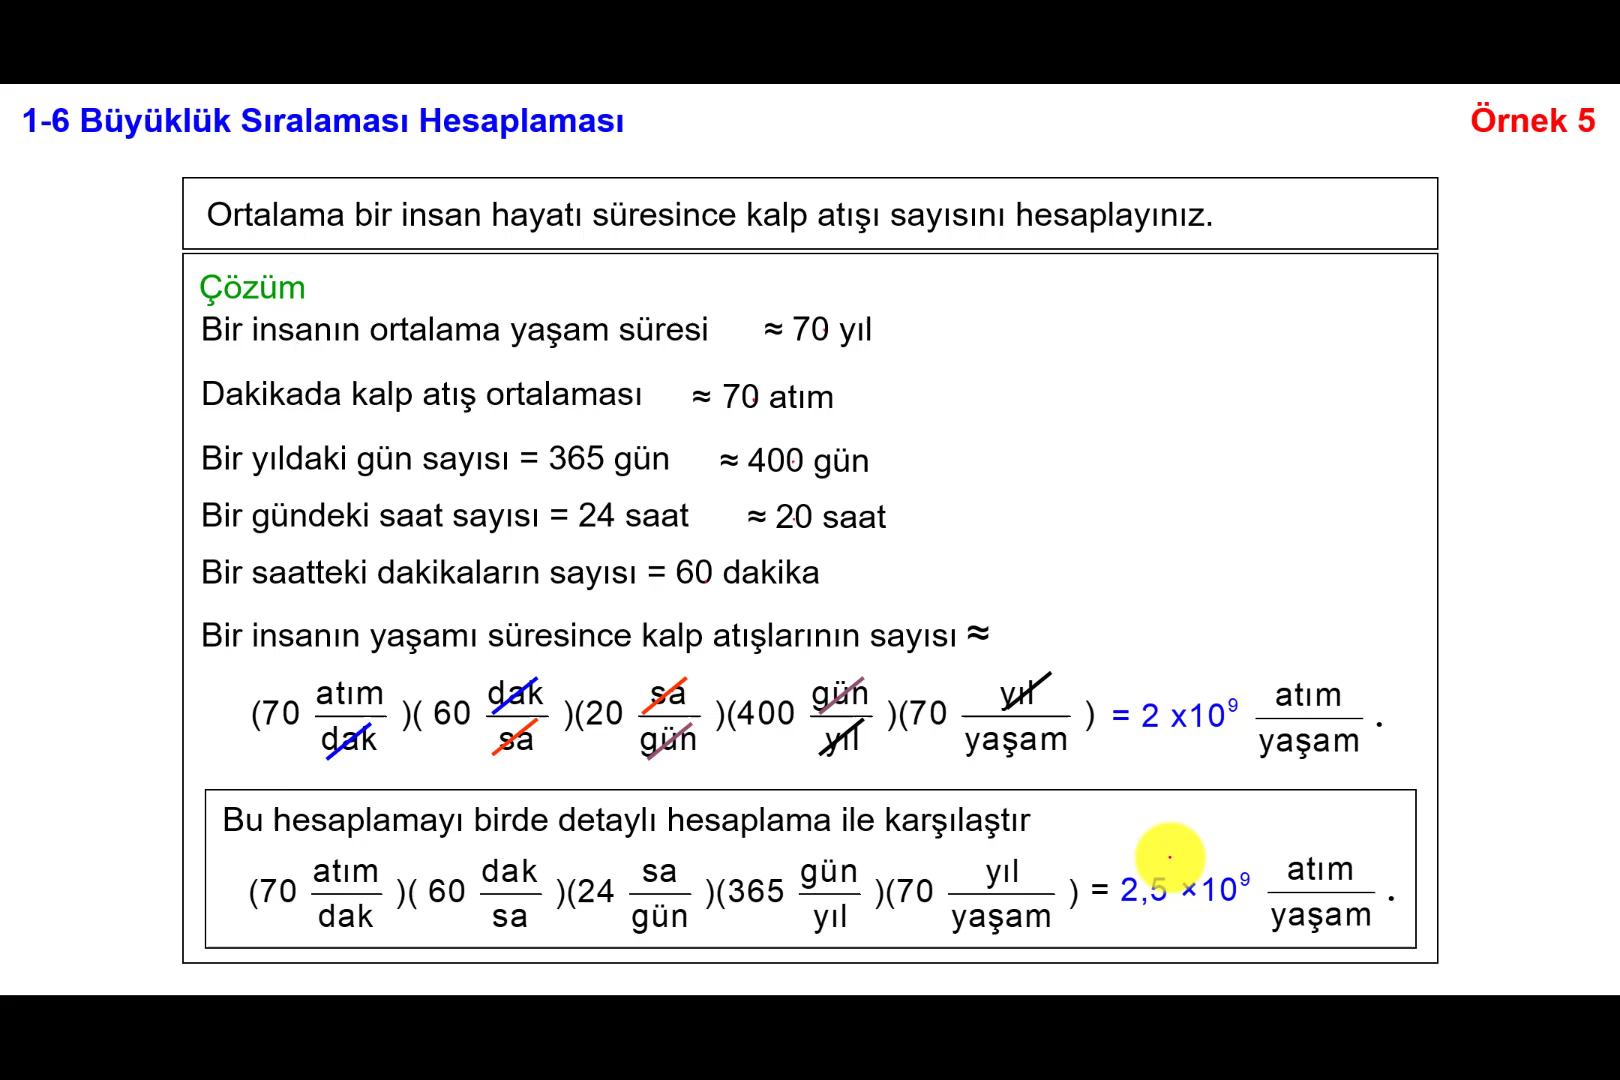 1-6 Büyüklük Sıralaması Hesaplaması
Örnek 5
Ortalama bir insan hayatı süresince kalp atışı sayısını hesaplayınız.
Çözüm
Bir insanın ortalama yaşam süresi ≈ 70 yıl
Dakikada kalp atış ortalaması ≈ 70 atım
Bir yıldaki gün sayısı = 365 gün ≈ 400 gün
Bir gündeki saat sayısı = 24 saat ≈ 20 saat
Bir saatteki dakikaların sayısı = 60 dakika
Bir insanın yaşamı süresince kalp atışlarının sayısı ≈
(70 atım/dak )( 60 dak/sa )(20 sa/gün )(400 gün/yıl )(70 yıl/yaşam ) = 2 x10⁹ atım/yaşam .
Bu hesaplamayı birde detaylı hesaplama ile karşılaştır
(70 atım/dak )( 60 dak/sa )(24 sa/gün )(365 gün/yıl )(70 yıl/yaşam ) = 2,5 ×10⁹ atım/yaşam .